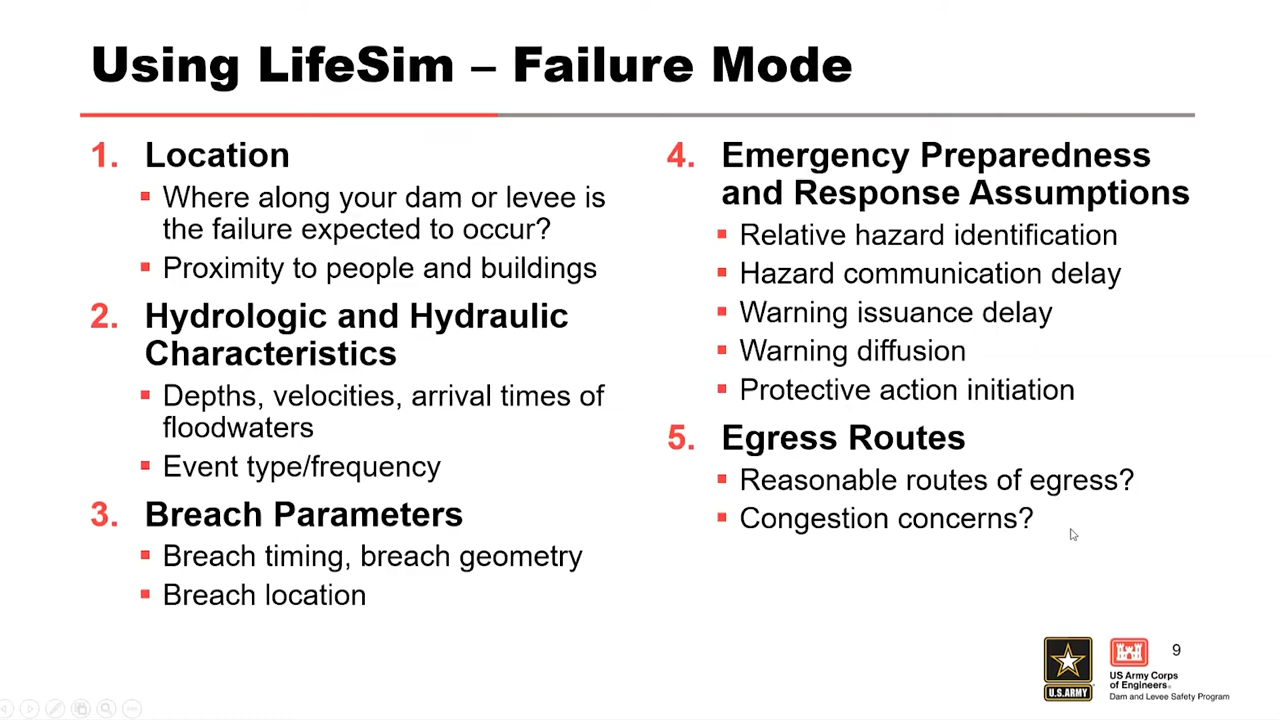 Using LifeSim – Failure Mode
1. Location
▪ Where along your dam or levee is
the failure expected to occur?
▪ Proximity to people and buildings
2. Hydrologic and Hydraulic
Characteristics
▪ Depths, velocities, arrival times of
floodwaters
▪ Event type/frequency
3. Breach Parameters
▪ Breach timing, breach geometry
▪ Breach location
4. Emergency Preparedness
and Response Assumptions
▪ Relative hazard identification
▪ Hazard communication delay
▪ Warning issuance delay
▪ Warning diffusion
▪ Protective action initiation
5. Egress Routes
▪ Reasonable routes of egress?
▪ Congestion concerns?
U.S.ARMY
US Army Corps
of Engineers®
Dam and Levee Safety Program
9